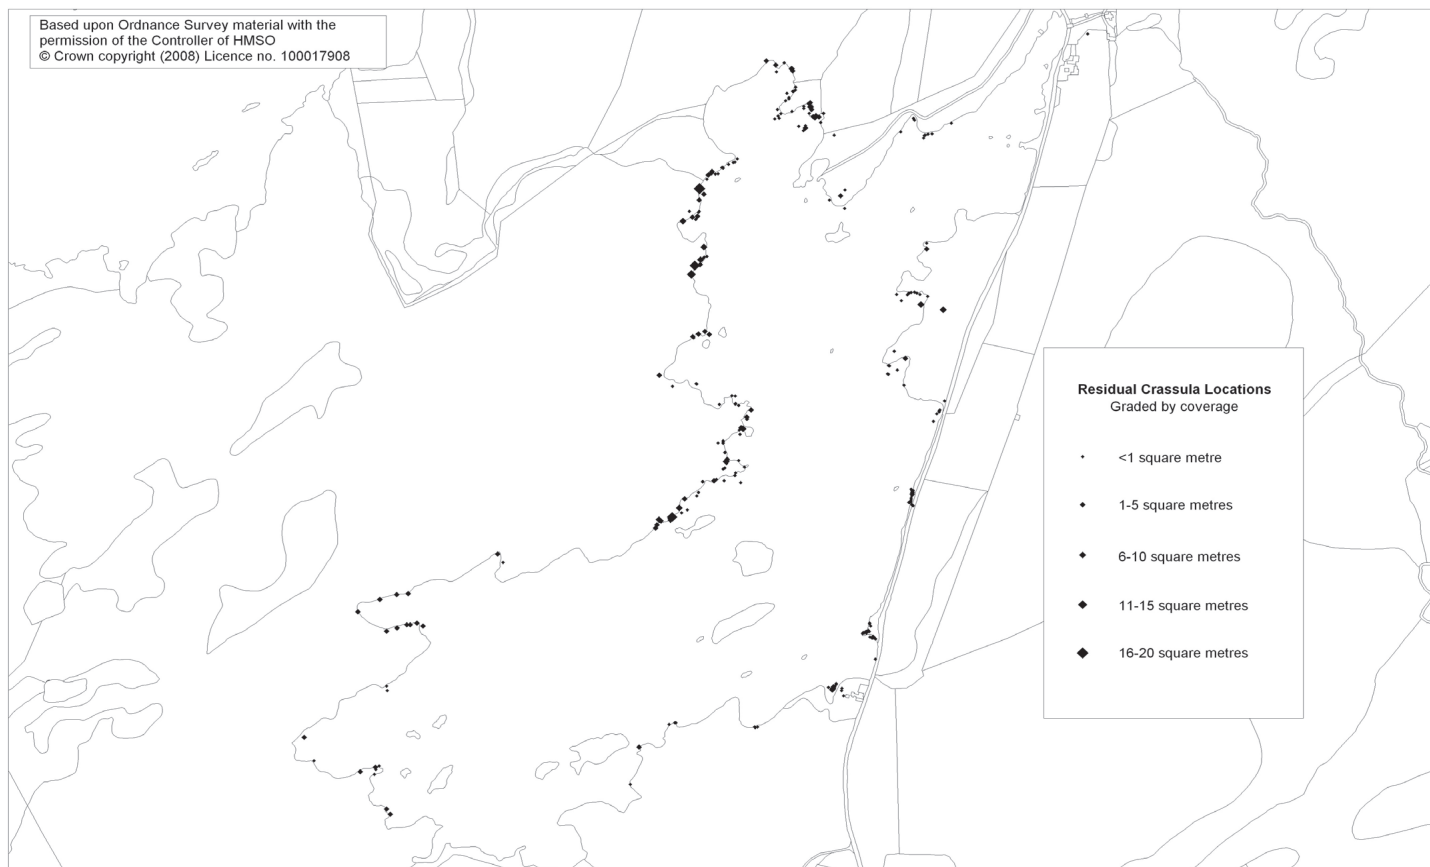 Based upon Ordnance Survey material with the
permission of the Controller of HMSO
© Crown copyright (2008) Licence no. 100017908
Residual Crassula Locations
Graded by coverage
<1 square metre
1-5 square metres
6-10 square metres
11-15 square metres
16-20 square metres